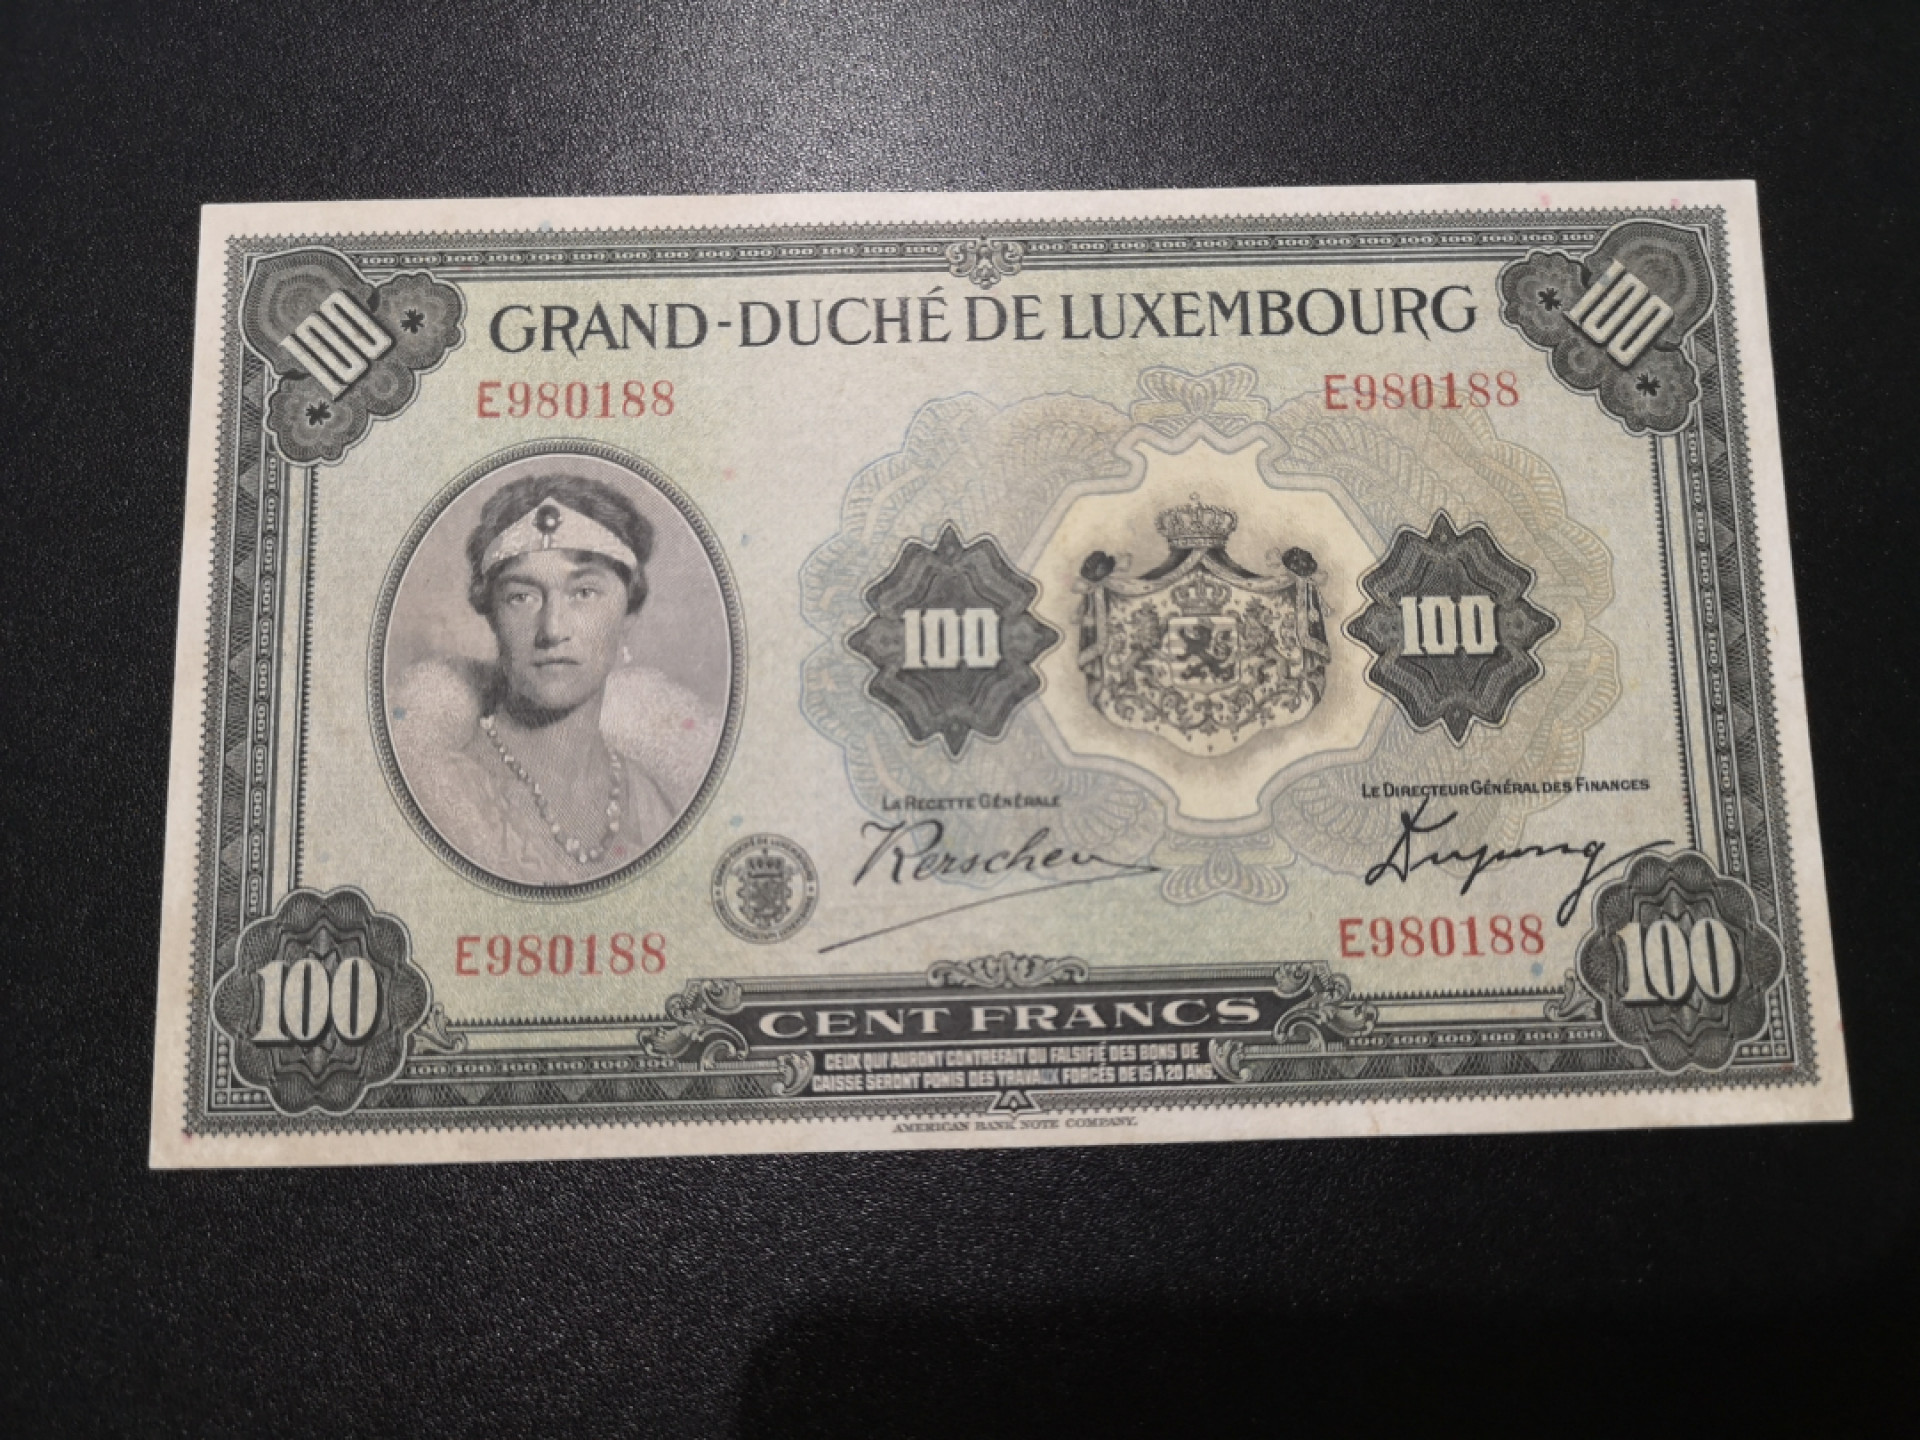 100
100
GRAND-DUCHÉ DE LUXEMBOURG
E980188
E980188
100
100
LA RECETTE GÉNÉRALE
LE DIRECTEUR GÉNÉRAL DES FINANCES
Kerschen
Dupong
E980188
E980188
100
100
CENT FRANCS
CEUX QUI AURONT CONTREFAIT OU FALSIFIÉ DES BONS DE
CAISSE SERONT PUNIS DES TRAVAUX FORCÉS DE 15 À 20 ANS.
AMERICAN BANK NOTE COMPANY.